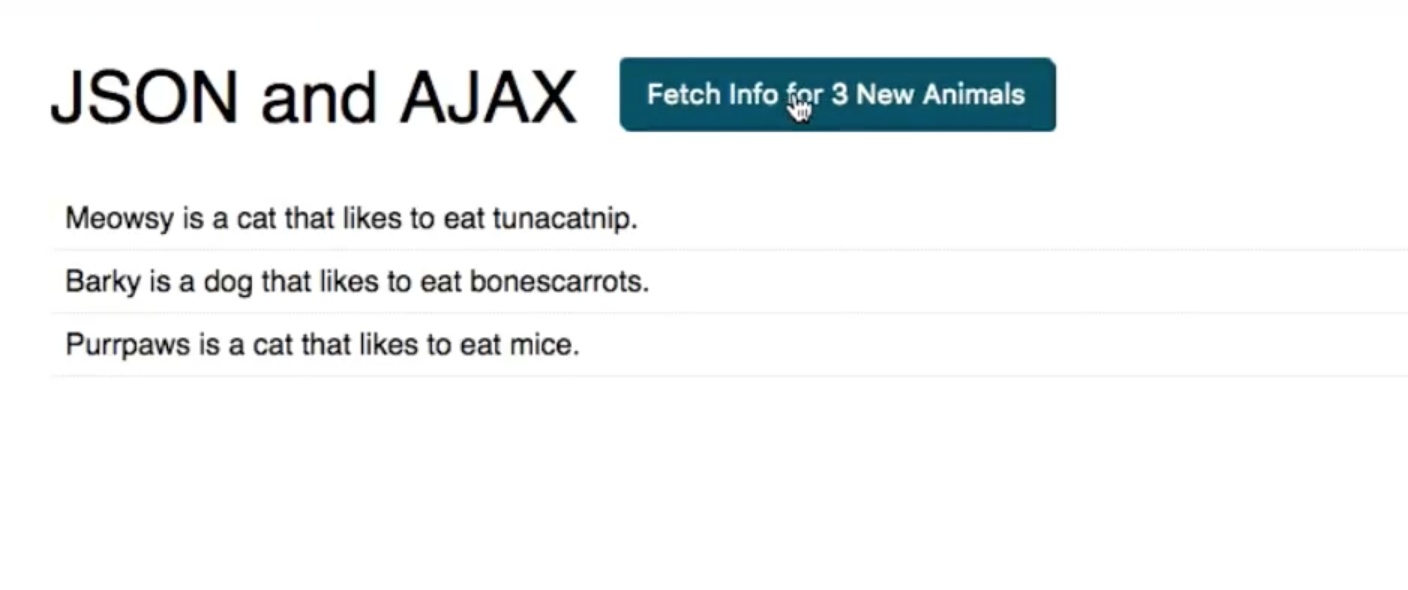 JSON and AJAX
Fetch Info for 3 New Animals
Meowsy is a cat that likes to eat tunacatnip.
Barky is a dog that likes to eat bonescarrots.
Purrpaws is a cat that likes to eat mice.